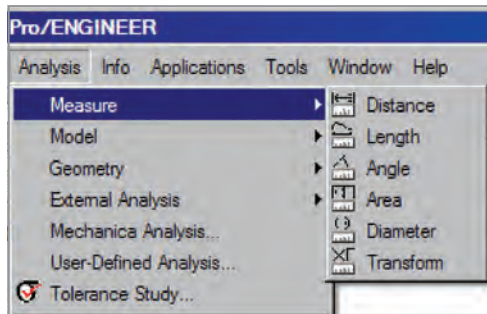 Pro/ENGINEER
Analysis Info Applications Tools Window Help
Measure
Model
Geometry
External Analysis
Mechanica Analysis...
User-Defined Analysis...
Tolerance Study...
Distance
Length
Angle
Area
Diameter
Transform